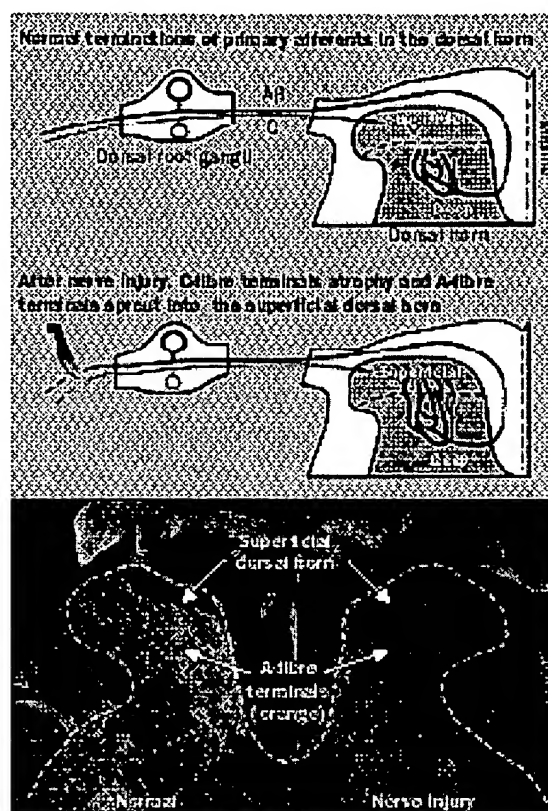 Normal terminations of primary afferents in the dorsal horn
Aβ
C
Dorsal root ganglia
Midline
Dorsal horn
After nerve injury, C-fibre terminals atrophy and A-fibre
terminals sprout into the superficial dorsal horn
Superficial
dorsal horn
A-fibre
terminals
(orange)
Normal
Nerve Injury